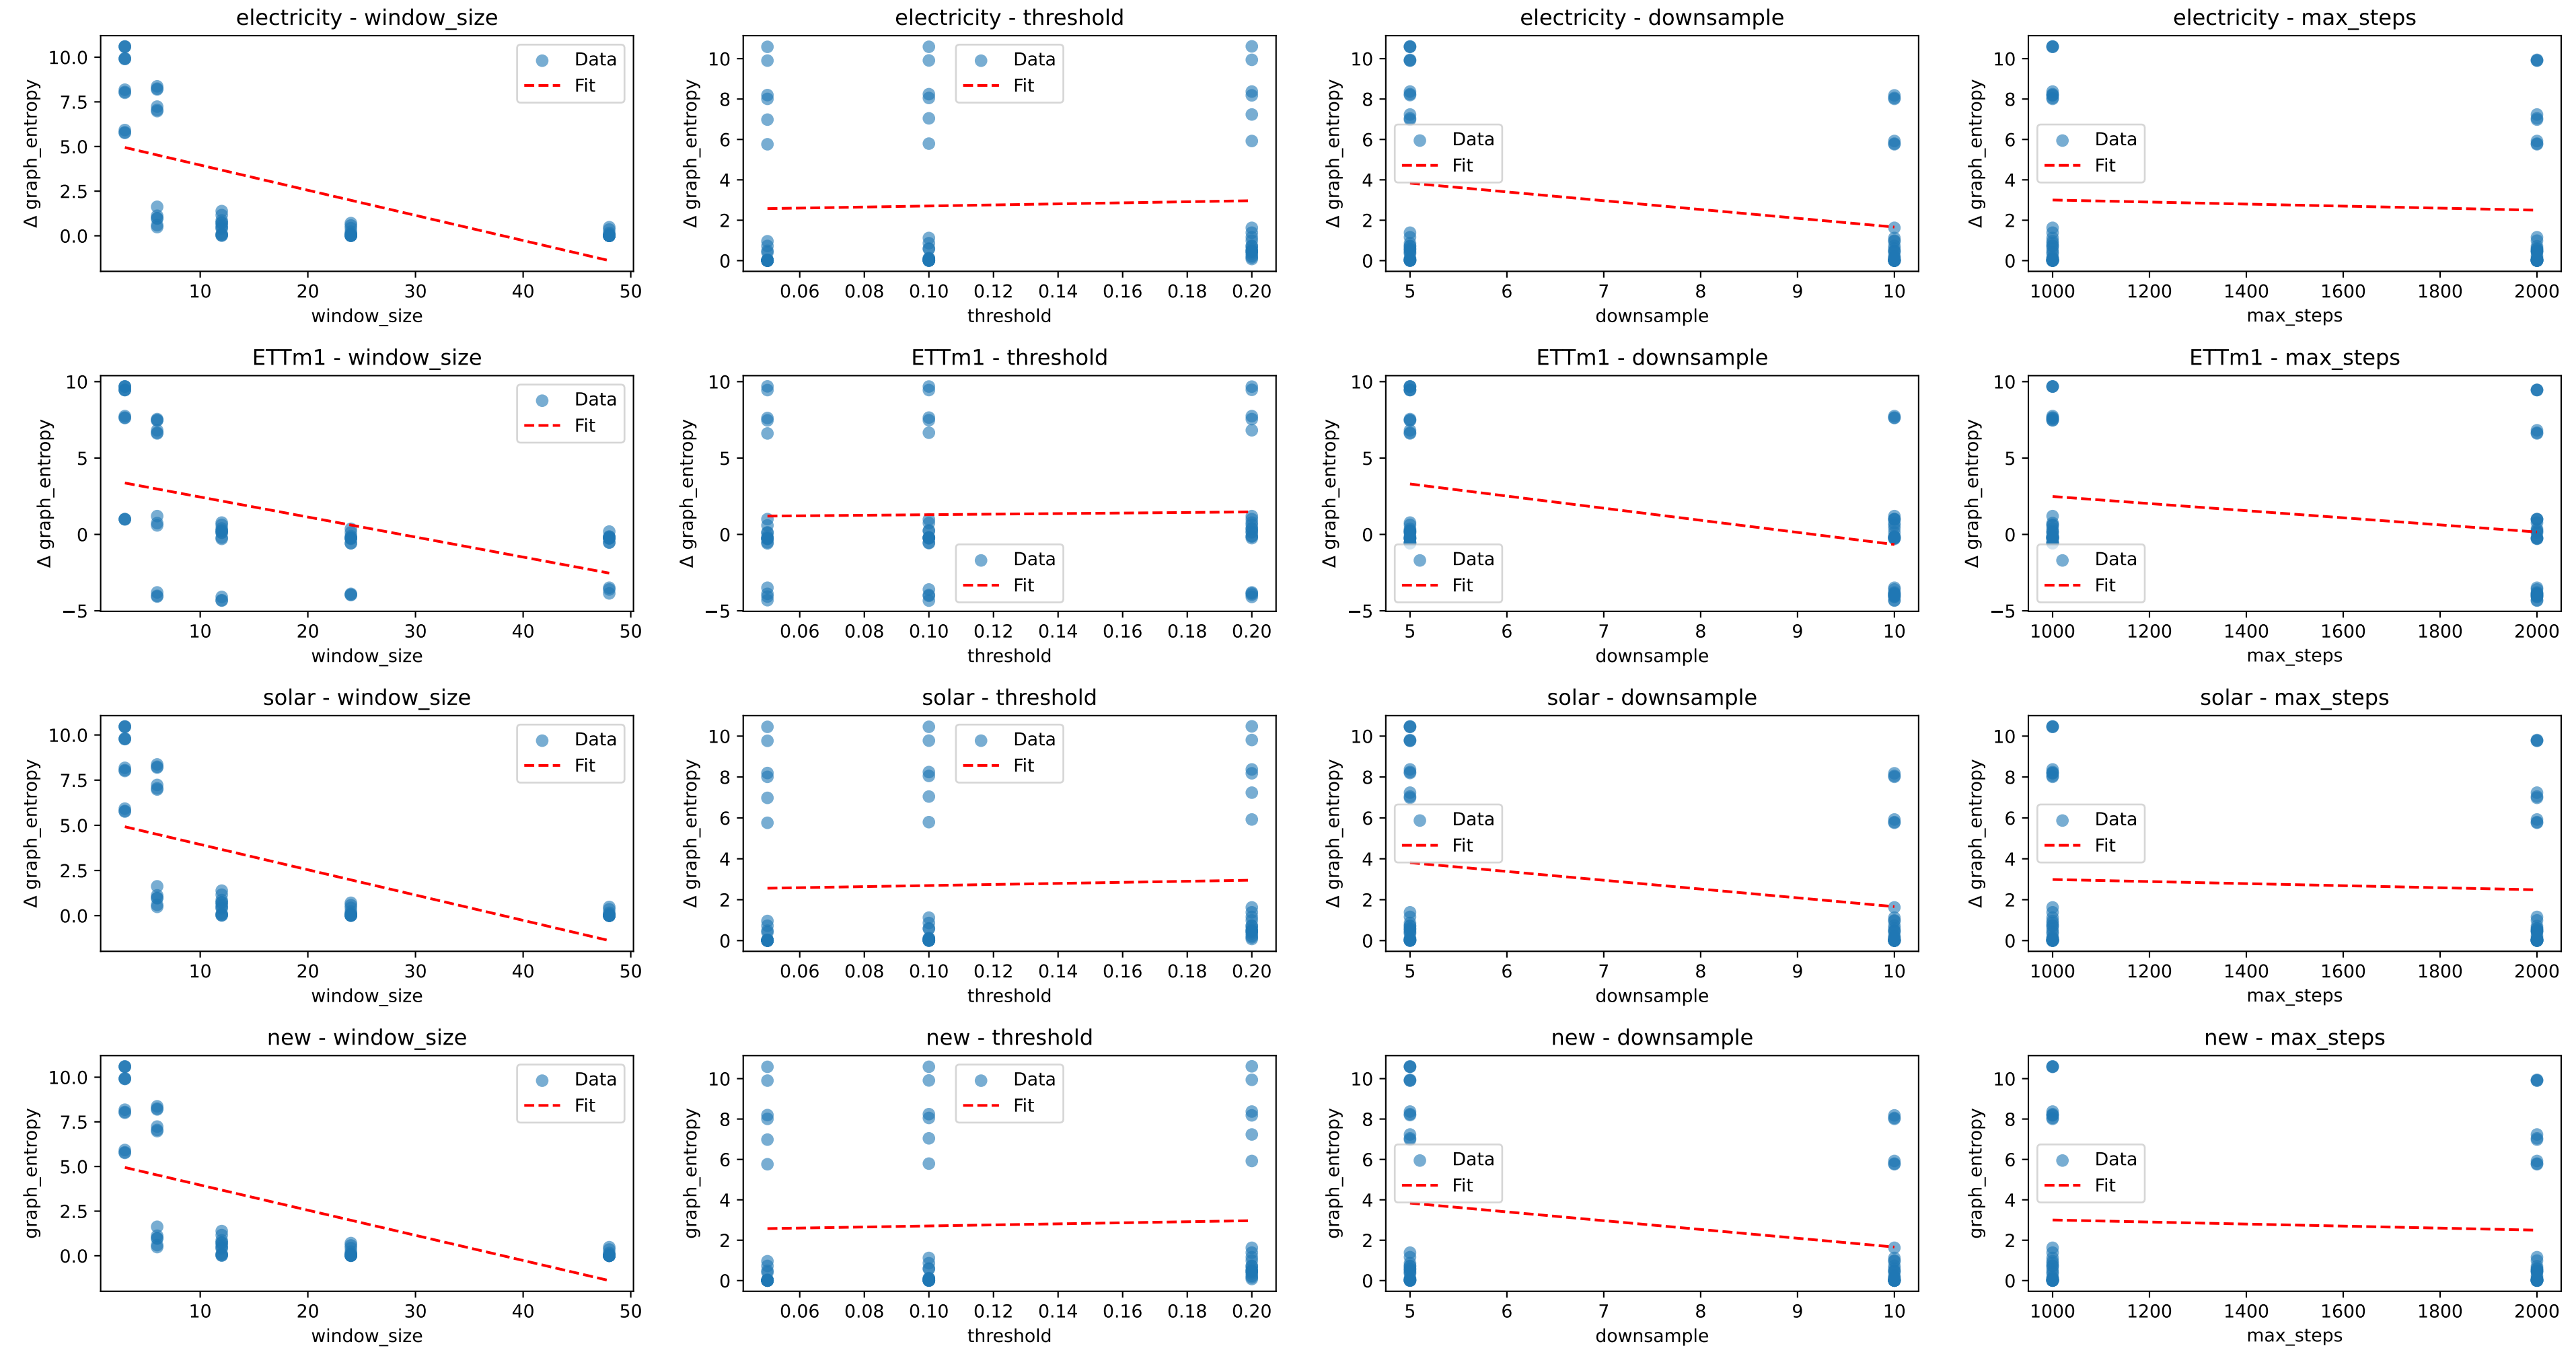 electricity - window_size
Δ graph_entropy
10.0
7.5
5.0
2.5
0.0
Data
Fit
10 20 30 40 50
window_size
electricity - threshold
Δ graph_entropy
10
8
6
4
2
0
Data
Fit
0.06 0.08 0.10 0.12 0.14 0.16 0.18 0.20
threshold
electricity - downsample
Δ graph_entropy
10
8
6
4
2
0
Data
Fit
5 6 7 8 9 10
downsample
electricity - max_steps
Δ graph_entropy
10
8
6
4
2
0
Data
Fit
1000 1200 1400 1600 1800 2000
max_steps
ETTm1 - window_size
Δ graph_entropy
10
5
0
−5
Data
Fit
10 20 30 40 50
window_size
ETTm1 - threshold
Δ graph_entropy
10
5
0
−5
Data
Fit
0.06 0.08 0.10 0.12 0.14 0.16 0.18 0.20
threshold
ETTm1 - downsample
Δ graph_entropy
10
5
0
−5
Data
Fit
5 6 7 8 9 10
downsample
ETTm1 - max_steps
Δ graph_entropy
10
5
0
−5
Data
Fit
1000 1200 1400 1600 1800 2000
max_steps
solar - window_size
Δ graph_entropy
10.0
7.5
5.0
2.5
0.0
Data
Fit
10 20 30 40 50
window_size
solar - threshold
Δ graph_entropy
10
8
6
4
2
0
Data
Fit
0.06 0.08 0.10 0.12 0.14 0.16 0.18 0.20
threshold
solar - downsample
Δ graph_entropy
10
8
6
4
2
0
Data
Fit
5 6 7 8 9 10
downsample
solar - max_steps
Δ graph_entropy
10
8
6
4
2
0
Data
Fit
1000 1200 1400 1600 1800 2000
max_steps
new - window_size
graph_entropy
10.0
7.5
5.0
2.5
0.0
Data
Fit
10 20 30 40 50
window_size
new - threshold
graph_entropy
10
8
6
4
2
0
Data
Fit
0.06 0.08 0.10 0.12 0.14 0.16 0.18 0.20
threshold
new - downsample
graph_entropy
10
8
6
4
2
0
Data
Fit
5 6 7 8 9 10
downsample
new - max_steps
graph_entropy
10
8
6
4
2
0
Data
Fit
1000 1200 1400 1600 1800 2000
max_steps